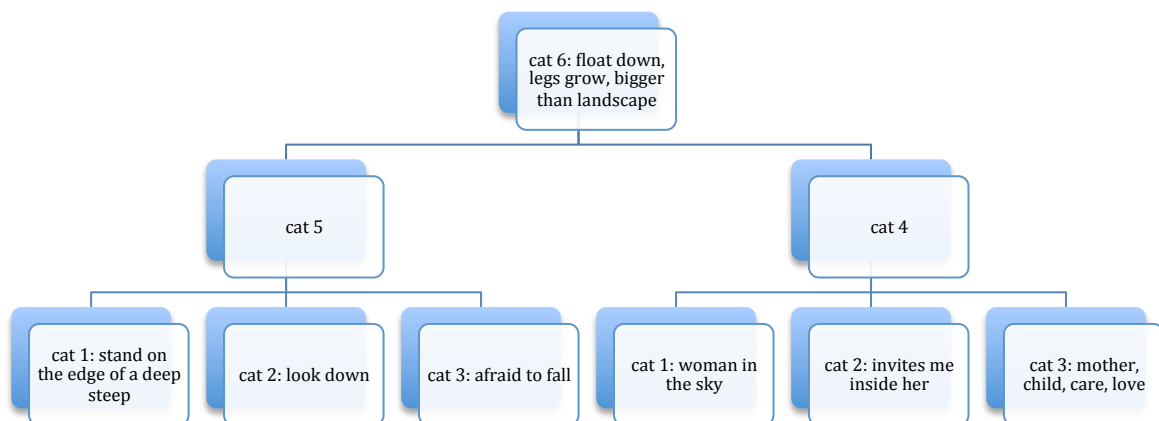 cat 6: float down,
legs grow, bigger
than landscape
cat 5
cat 4
cat 1: stand on
the edge of a deep
steep
cat 2: look down
cat 3: afraid to fall
cat 1: woman in
the sky
cat 2: invites me
inside her
cat 3: mother,
child, care, love